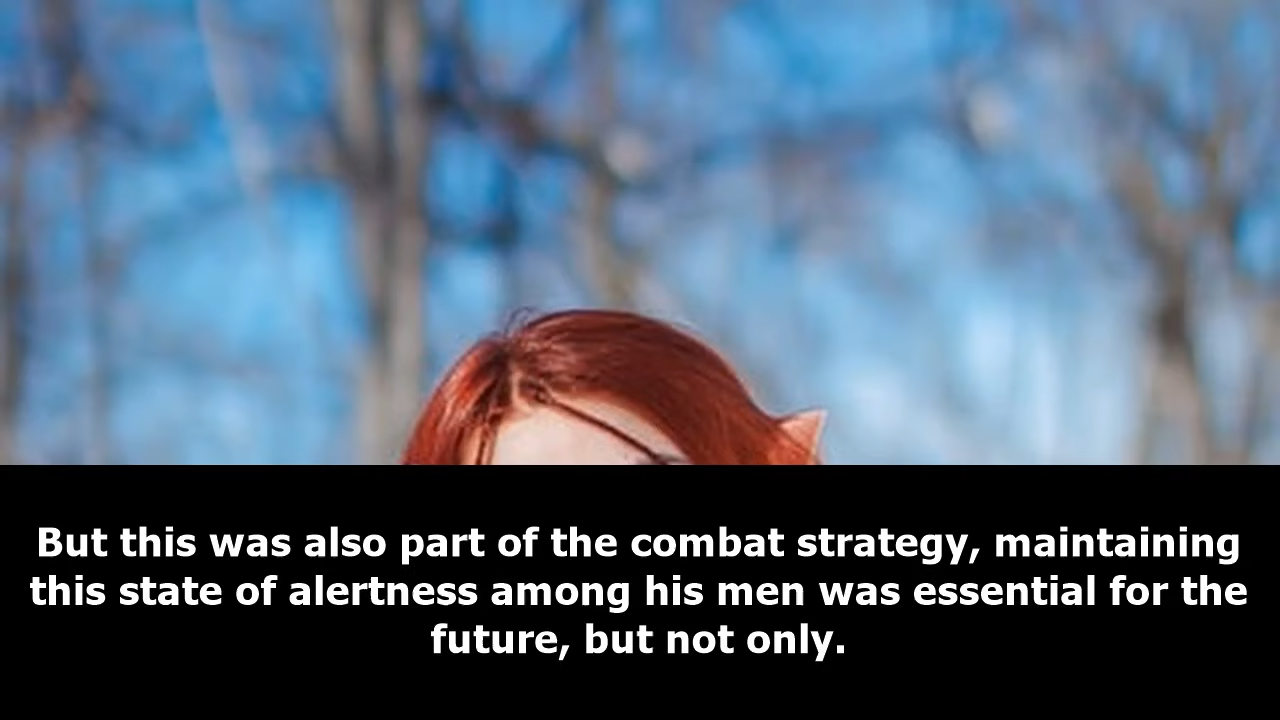 But this was also part of the combat strategy, maintaining
this state of alertness among his men was essential for the
future, but not only.